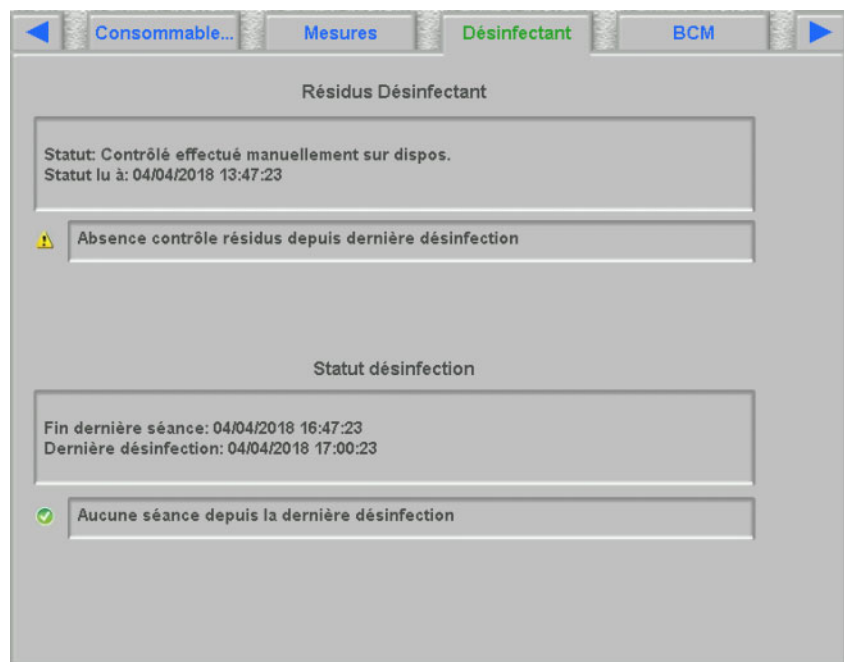 Consommable... Mesures Désinfectant BCM
Résidus Désinfectant
Statut: Contrôlé effectué manuellement sur dispos.
Statut lu à: 04/04/2018 13:47:23
Absence contrôle résidus depuis dernière désinfection
Statut désinfection
Fin dernière séance: 04/04/2018 16:47:23
Dernière désinfection: 04/04/2018 17:00:23
Aucune séance depuis la dernière désinfection